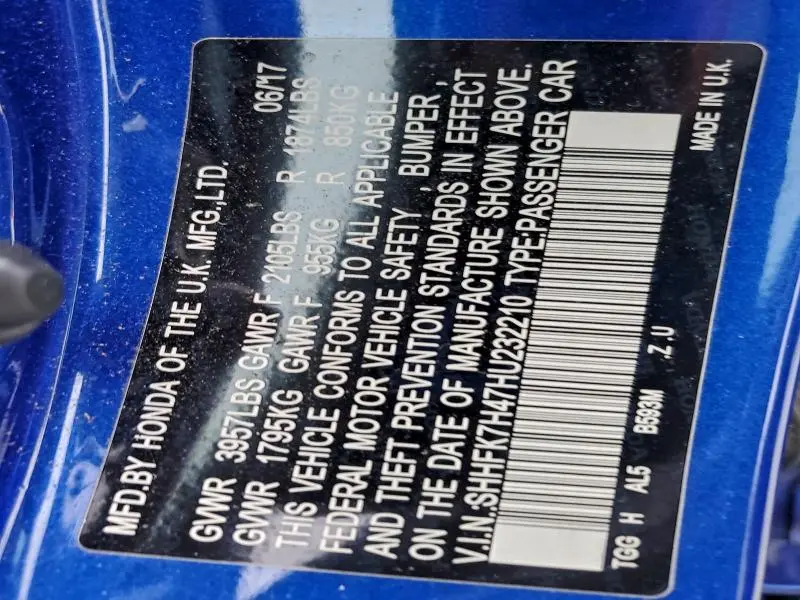 MFD.BY HONDA OF THE U.K. MFG.,LTD. 06/17
GVWR 3957LBS GAWR F 2105LBS R 1874LBS
GVWR 1795KG GAWR F 955KG R 850KG
THIS VEHICLE CONFORMS TO ALL APPLICABLE
FEDERAL MOTOR VEHICLE SAFETY , BUMPER ,
AND THEFT PREVENTION STANDARDS IN EFFECT
ON THE DATE OF MANUFACTURE SHOWN ABOVE.
V.I.N.:SHHFK7H47HU232210 TYPE:PASSENGER CAR
TGG H AL5 B593M .Z.U MADE IN U.K.